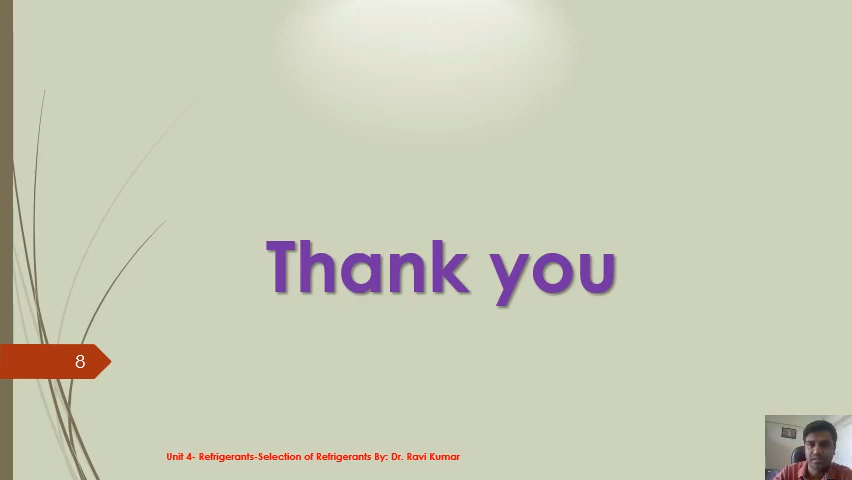 Thank you
8
Unit 4- Refrigerants-Selection of Refrigerants By: Dr. Ravi Kumar